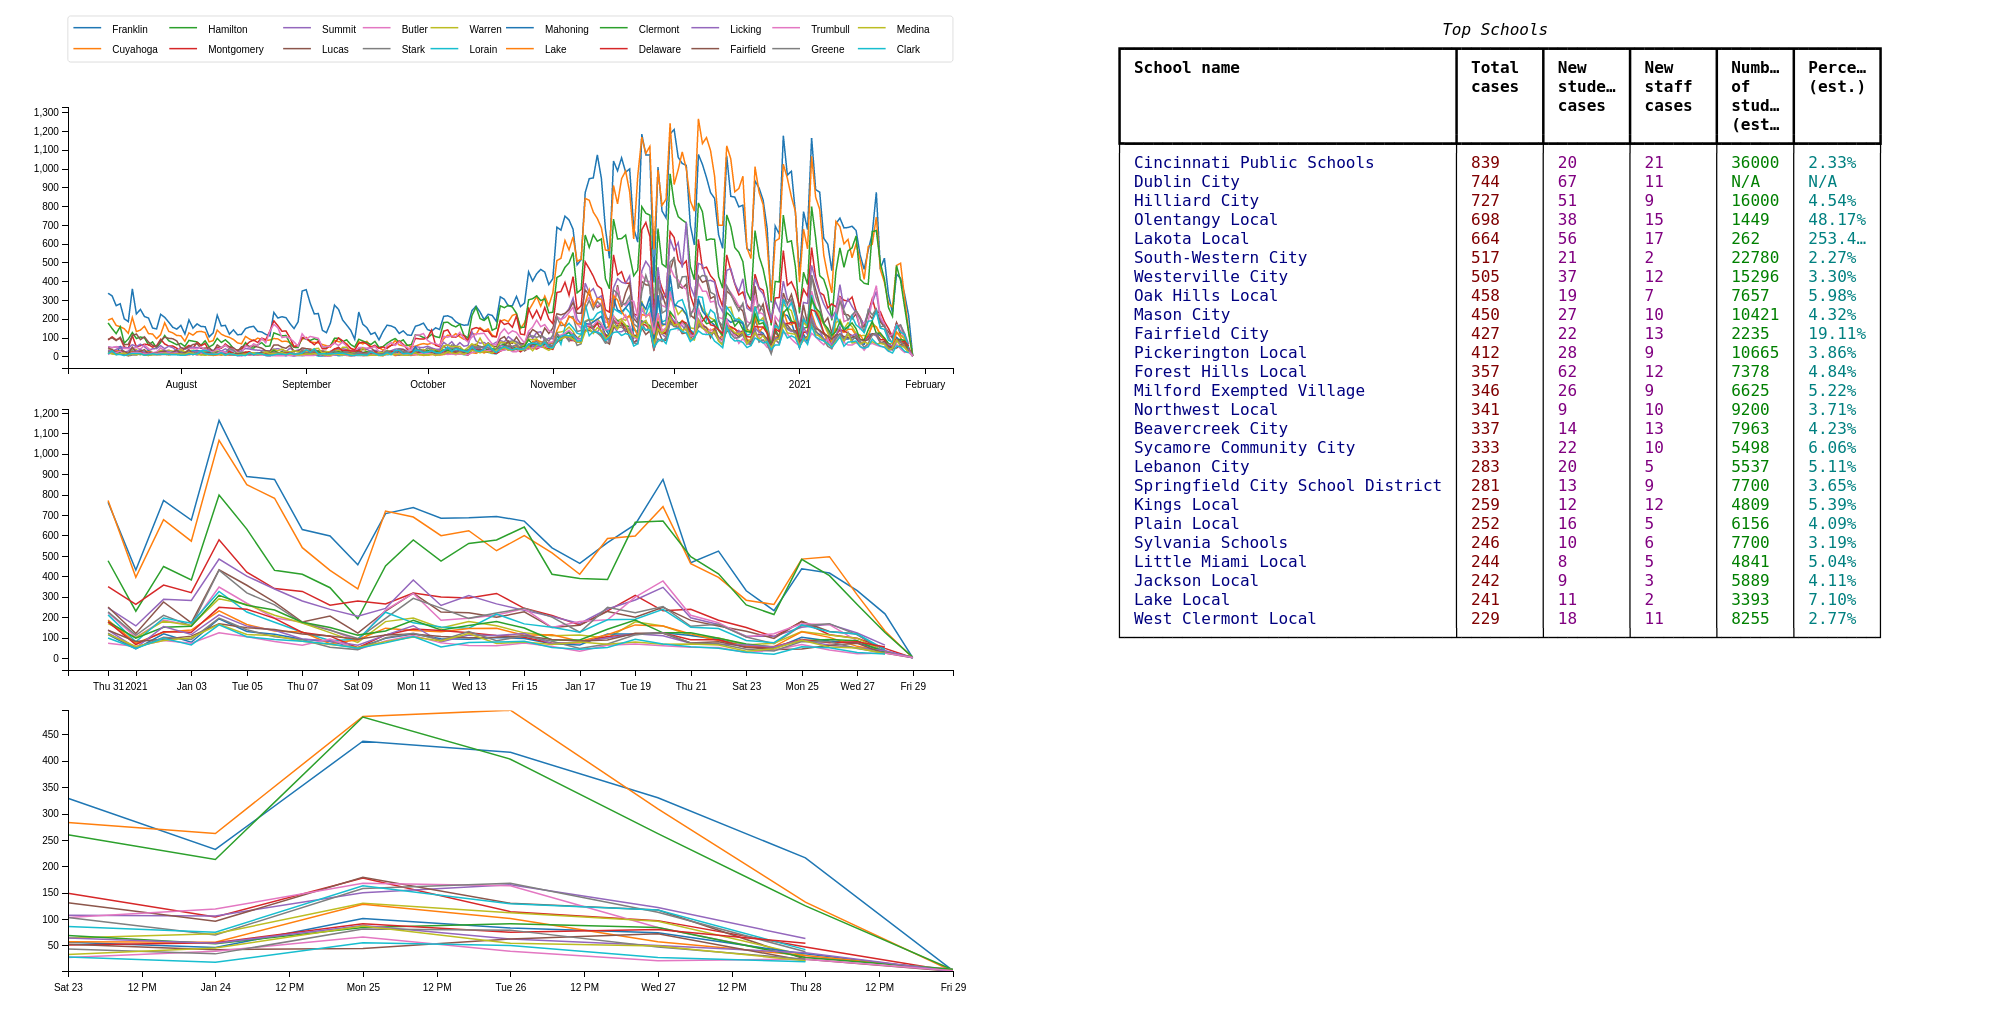 Franklin Hamilton Summit Butler Warren Mahoning Clermont Licking Trumbull Medina
Cuyahoga Montgomery Lucas Stark Lorain Lake Delaware Fairfield Greene Clark
1,300
1,200
1,100
1,000
900
800
700
600
500
400
300
200
100
0
August September October November December 2021 February
1,200
1,100
1,000
900
800
700
600
500
400
300
200
100
0
Thu 31 2021 Jan 03 Tue 05 Thu 07 Sat 09 Mon 11 Wed 13 Fri 15 Jan 17 Tue 19 Thu 21 Sat 23 Mon 25 Wed 27 Fri 29
450
400
350
300
250
200
150
100
50
Sat 23 12 PM Jan 24 12 PM Mon 25 12 PM Tue 26 12 PM Wed 27 12 PM Thu 28 12 PM Fri 29
Top Schools
School name Total New New Numb… Perce…
cases stude… staff of (est.)
cases cases stud…
(est…
Cincinnati Public Schools 839 20 21 36000 2.33%
Dublin City 744 67 11 N/A N/A
Hilliard City 727 51 9 16000 4.54%
Olentangy Local 698 38 15 1449 48.17%
Lakota Local 664 56 17 262 253.4…
South-Western City 517 21 2 22780 2.27%
Westerville City 505 37 12 15296 3.30%
Oak Hills Local 458 19 7 7657 5.98%
Mason City 450 27 10 10421 4.32%
Fairfield City 427 22 13 2235 19.11%
Pickerington Local 412 28 9 10665 3.86%
Forest Hills Local 357 62 12 7378 4.84%
Milford Exempted Village 346 26 9 6625 5.22%
Northwest Local 341 9 10 9200 3.71%
Beavercreek City 337 14 13 7963 4.23%
Sycamore Community City 333 22 10 5498 6.06%
Lebanon City 283 20 5 5537 5.11%
Springfield City School District 281 13 9 7700 3.65%
Kings Local 259 12 12 4809 5.39%
Plain Local 252 16 5 6156 4.09%
Sylvania Schools 246 10 6 7700 3.19%
Little Miami Local 244 8 5 4841 5.04%
Jackson Local 242 9 3 5889 4.11%
Lake Local 241 11 2 3393 7.10%
West Clermont Local 229 18 11 8255 2.77%